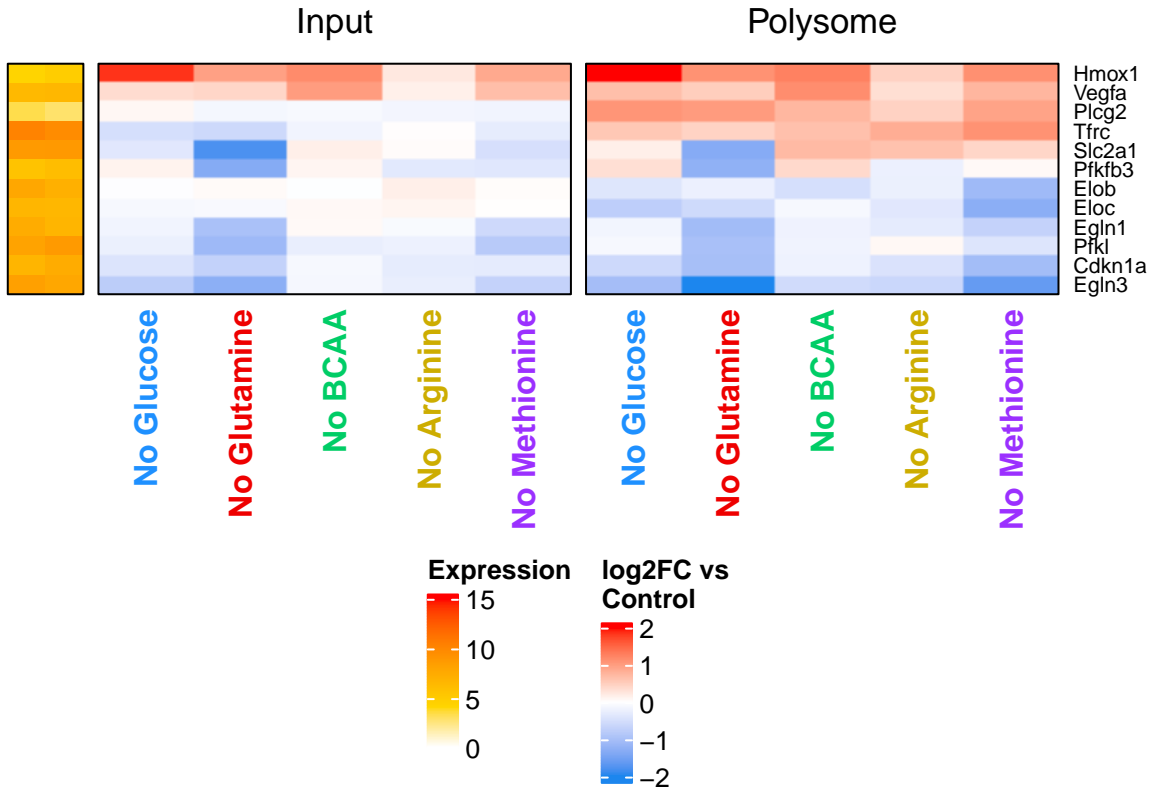 Input
Polysome
Hmox1
Vegfa
Plcg2
Tfrc
Slc2a1
Pfkfb3
Elob
Eloc
Egln1
Pfkl
Cdkn1a
Egln3
No Glucose
No Glutamine
No BCAA
No Arginine
No Methionine
No Glucose
No Glutamine
No BCAA
No Arginine
No Methionine
Expression
15
10
5
0
log2FC vs
Control
2
1
0
−1
−2